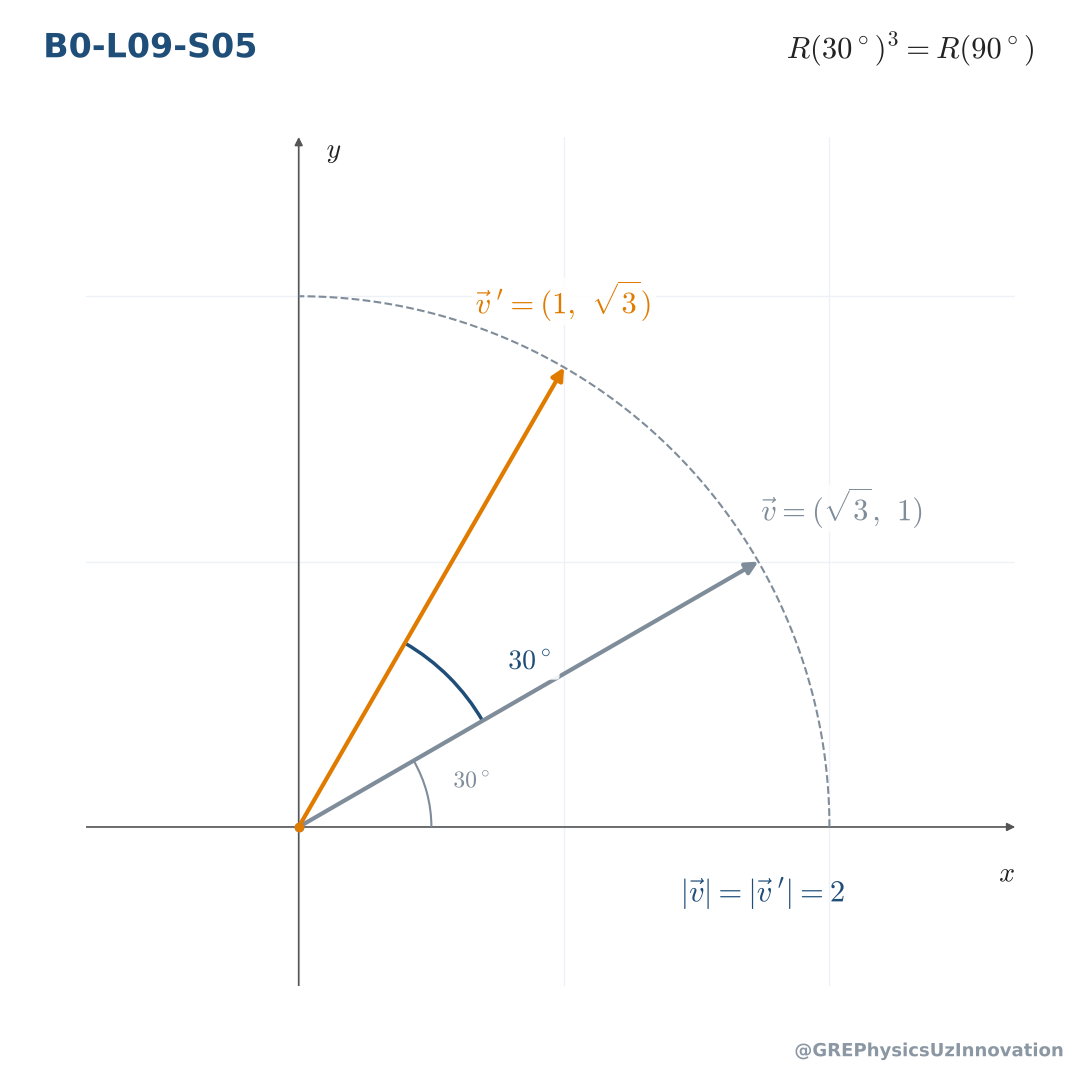 B0-L09-S05
R(30°)³ = R(90°)
y
v⃗′ = (1, √3)
v⃗ = (√3, 1)
30°
30°
x
|v⃗| = |v⃗′| = 2
@GREPhysicsUzInnovation